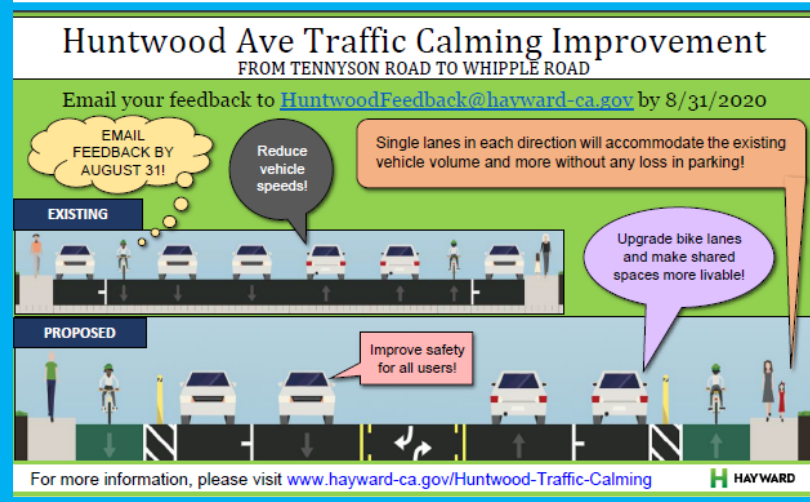 Huntwood Ave Traffic Calming Improvement
FROM TENNYSON ROAD TO WHIPPLE ROAD
Email your feedback to HuntwoodFeedback@hayward-ca.gov by 8/31/2020
EMAIL
FEEDBACK BY
AUGUST 31!
Reduce
vehicle
speeds!
Single lanes in each direction will accommodate the existing
vehicle volume and more without any loss in parking!
EXISTING
Upgrade bike lanes
and make shared
spaces more livable!
PROPOSED
Improve safety
for all users!
For more information, please visit www.hayward-ca.gov/Huntwood-Traffic-Calming
HAYWARD